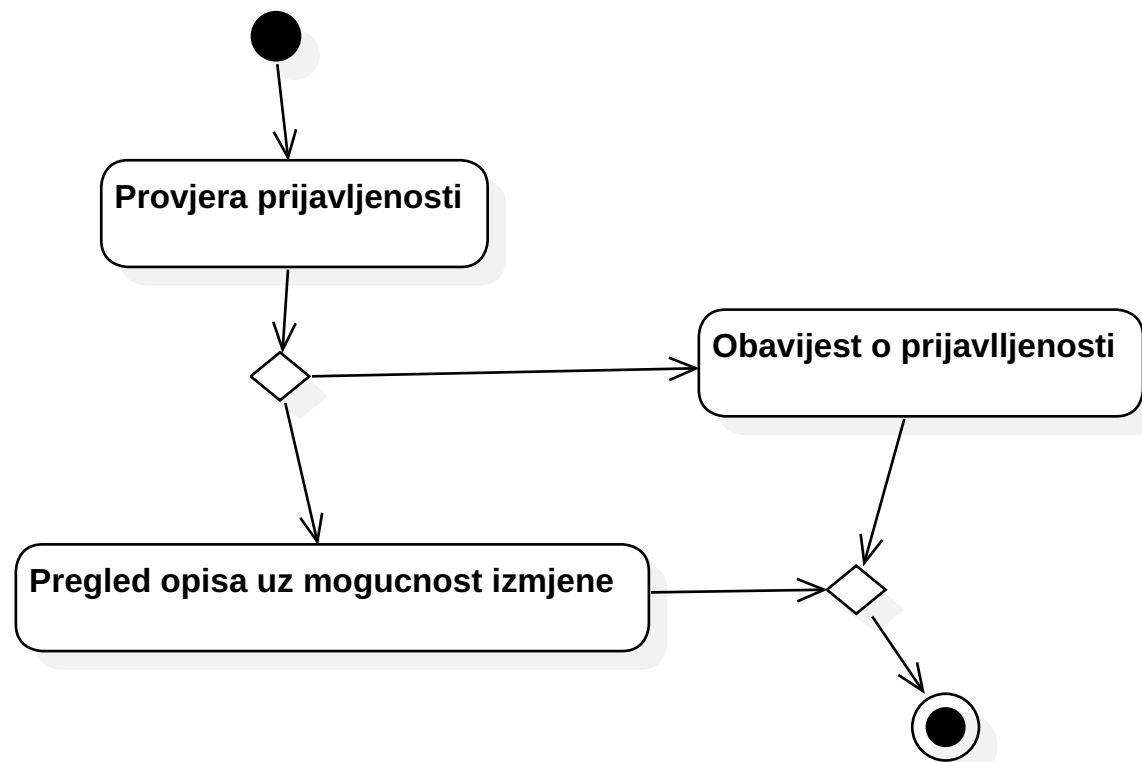 Provjera prijavljenosti
Obavijest o prijavlljenosti
Pregled opisa uz mogucnost izmjene